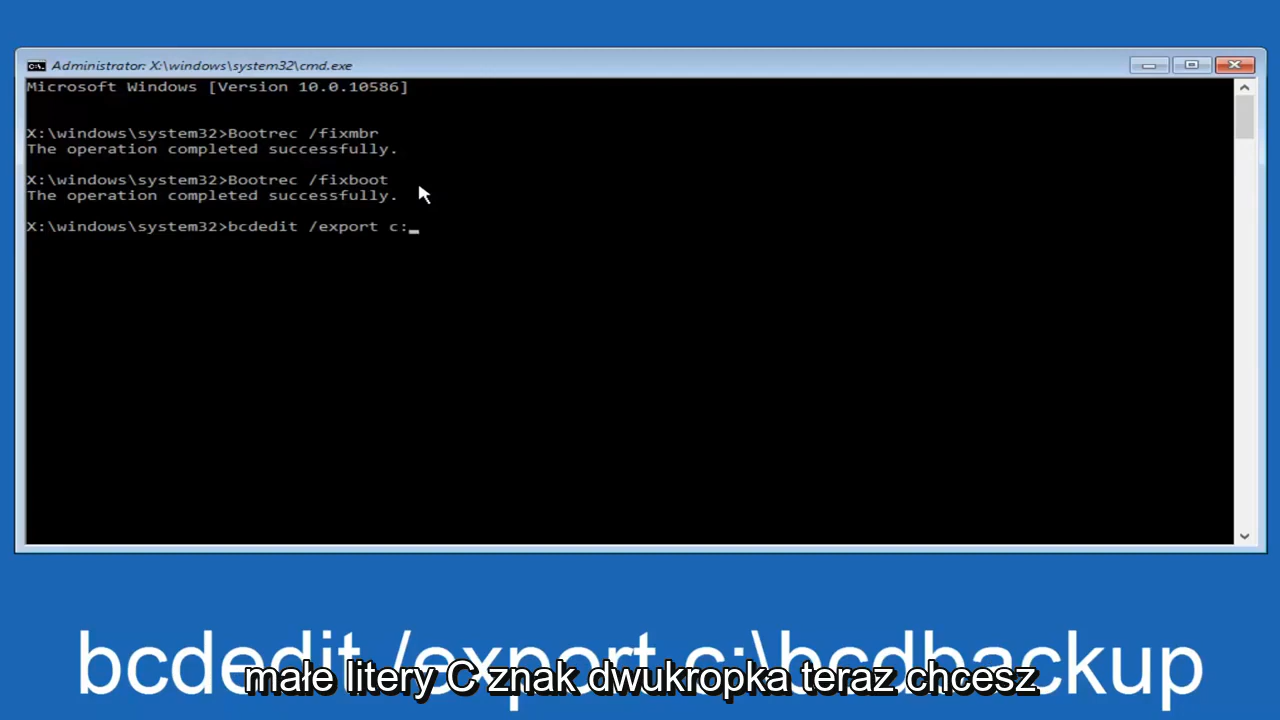 Administrator: X:\windows\system32\cmd.exe
Microsoft Windows [Version 10.0.10586]
X:\windows\system32>Bootrec /fixmbr
The operation completed successfully.
X:\windows\system32>Bootrec /fixboot
The operation completed successfully.
X:\windows\system32>bcdedit /export c:_
bcdedit /export c:\bcdbackup
małe litery C znak dwukropka teraz chcesz